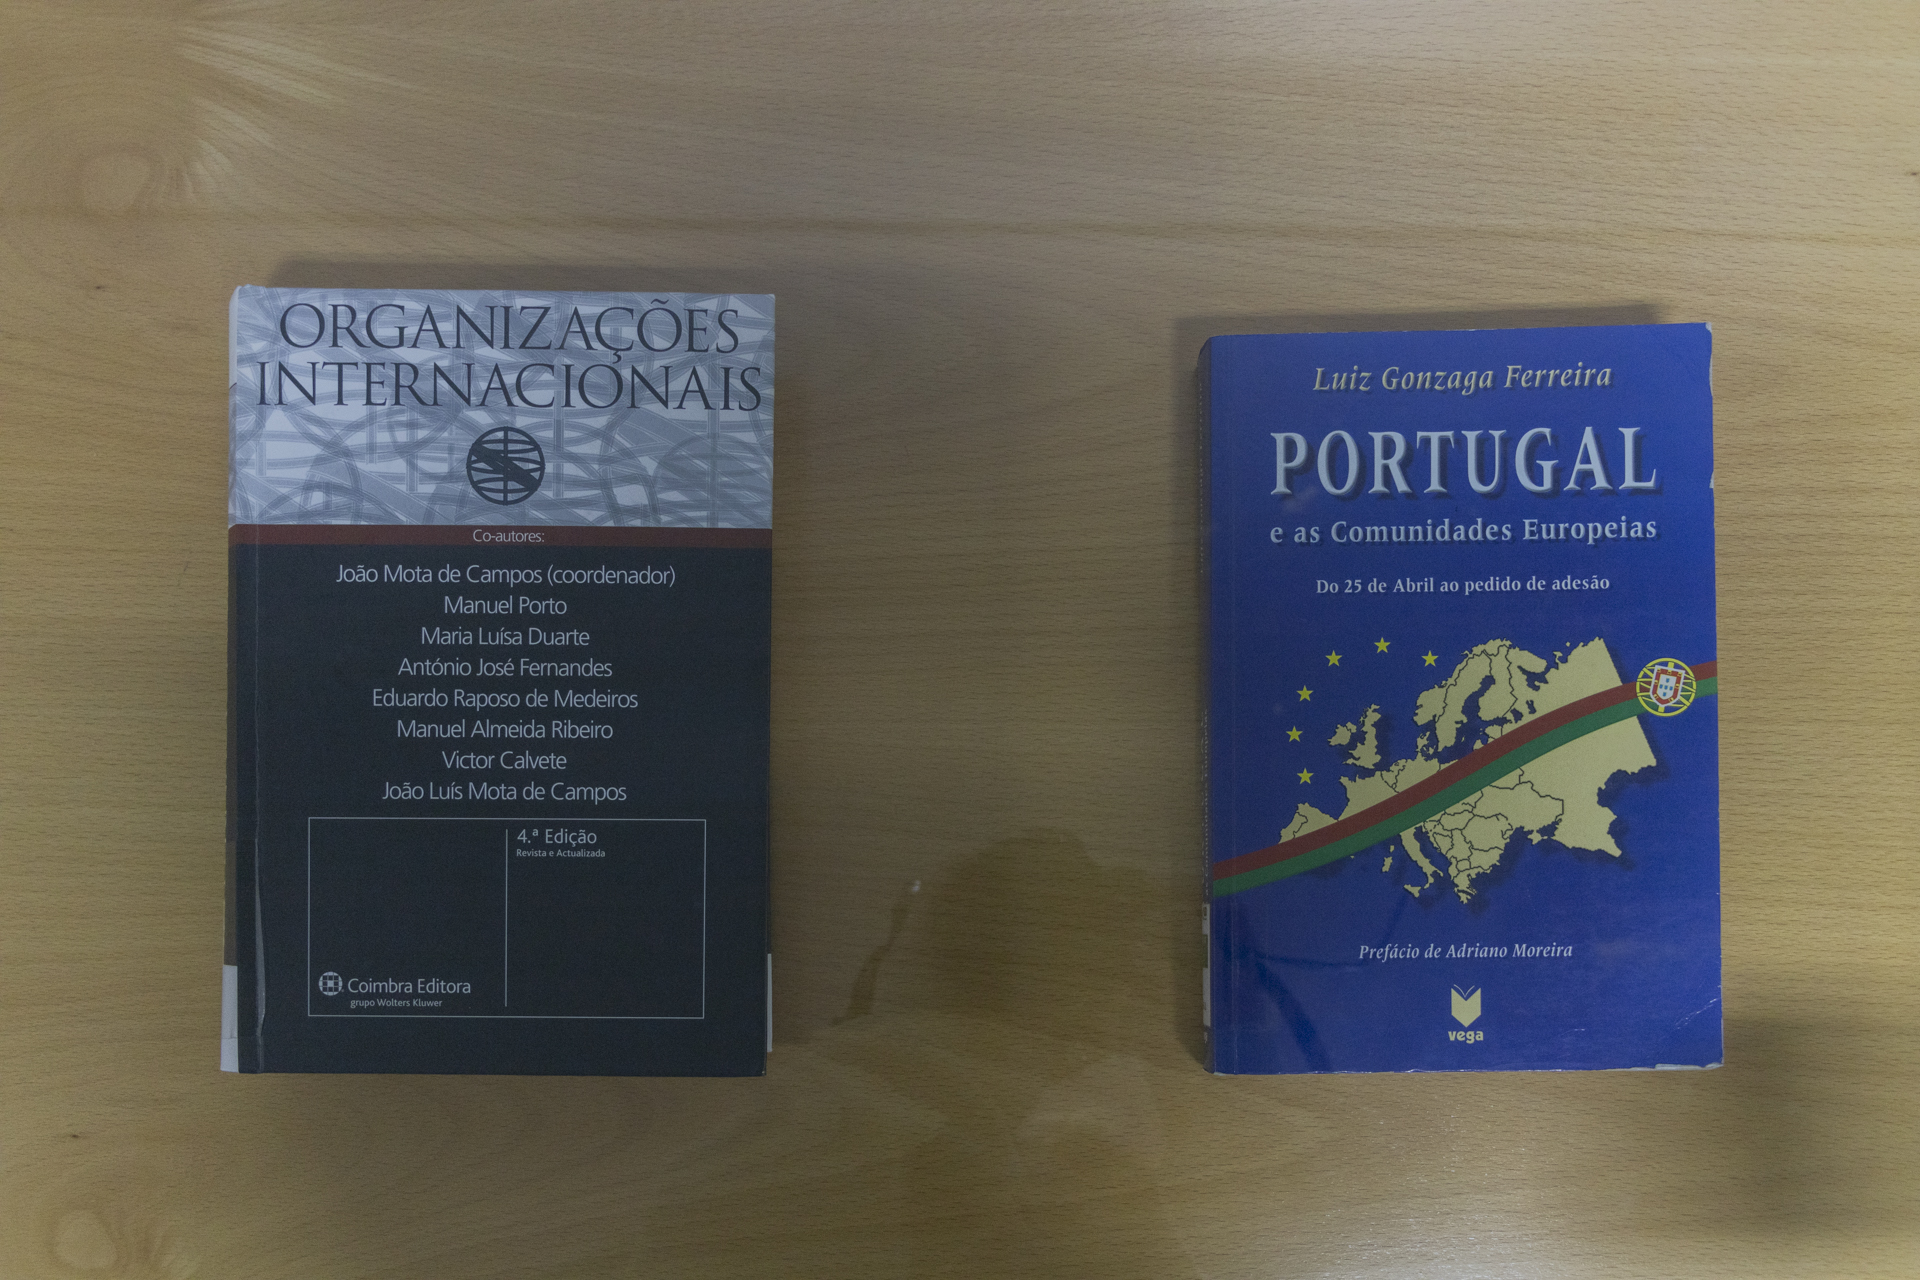 ORGANIZAÇÕES
INTERNACIONAIS
Co-autores:
João Mota de Campos (coordenador)
Manuel Porto
Maria Luísa Duarte
António José Fernandes
Eduardo Raposo de Medeiros
Manuel Almeida Ribeiro
Victor Calvete
João Luís Mota de Campos
4.ª Edição
Revista e Actualizada
Coimbra Editora
grupo Wolters Kluwer
Luiz Gonzaga Ferreira
PORTUGAL
e as Comunidades Europeias
Do 25 de Abril ao pedido de adesão
Prefácio de Adriano Moreira
vega